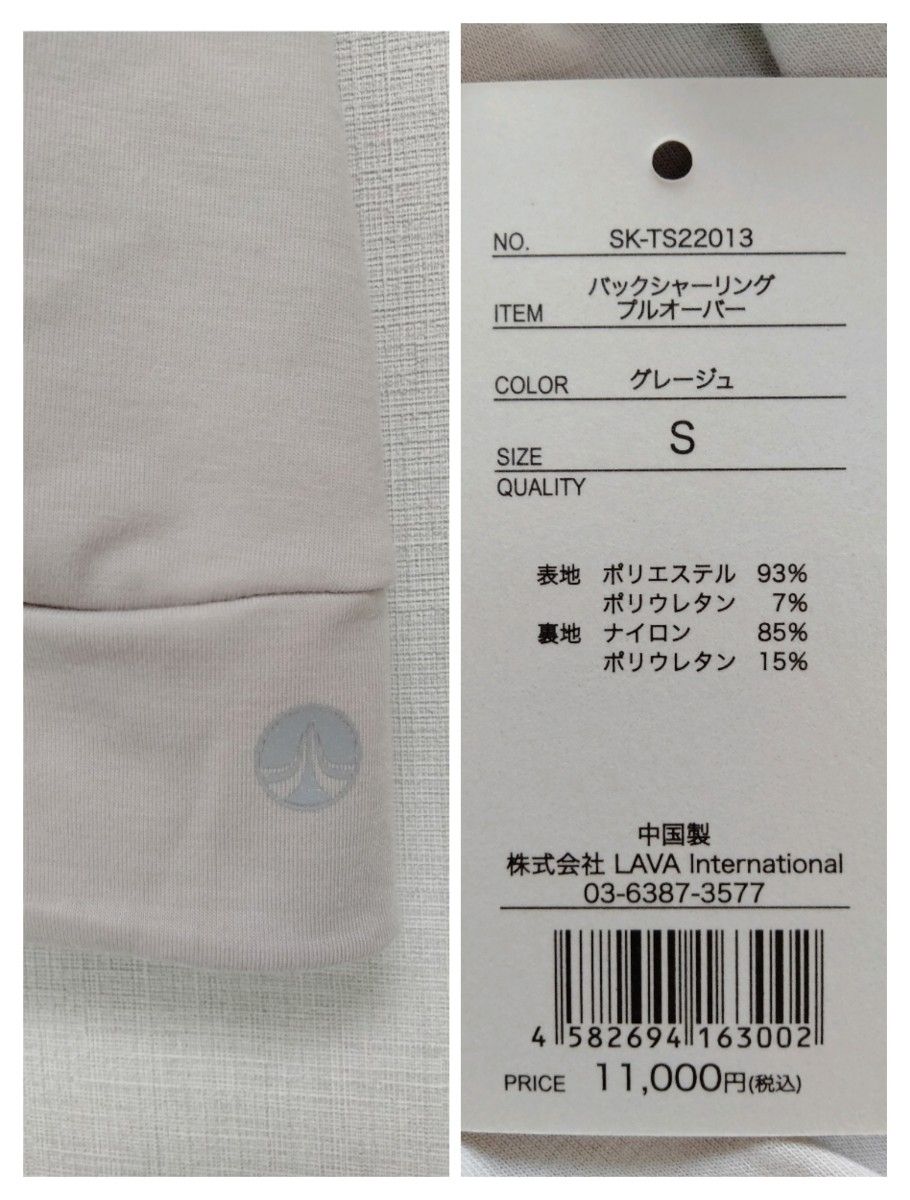 NO. SK-TS22013
バックシャーリング
ITEM プルオーバー
COLOR グレージュ
SIZE S
QUALITY
表地 ポリエステル 93%
ポリウレタン 7%
裏地 ナイロン 85%
ポリウレタン 15%
中国製
株式会社 LAVA International
03-6387-3577
4 582694 163002
PRICE 11,000円(税込)